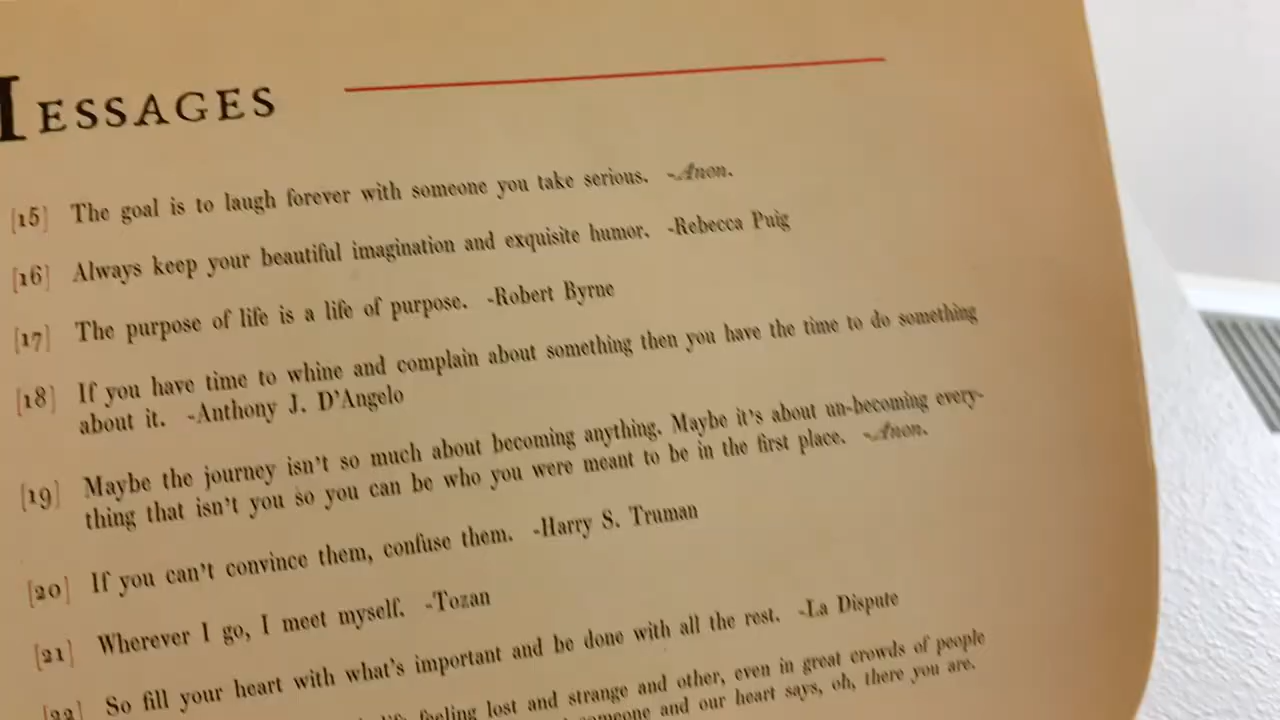 MESSAGES
[15] The goal is to laugh forever with someone you take serious. -Anon.
[16] Always keep your beautiful imagination and exquisite humor. -Rebecca Puig
[17] The purpose of life is a life of purpose. -Robert Byrne
[18] If you have time to whine and complain about something then you have the time to do something
about it. -Anthony J. D'Angelo
[19] Maybe the journey isn't so much about becoming anything. Maybe it's about un-becoming every-
thing that isn't you so you can be who you were meant to be in the first place. -Anon.
[20] If you can't convince them, confuse them. -Harry S. Truman
[21] Wherever I go, I meet myself. -Tozan
[22] So fill your heart with what's important and be done with all the rest. -La Dispute
feeling lost and strange and other, even in great crowds of people
someone and our heart says, oh, there you are.